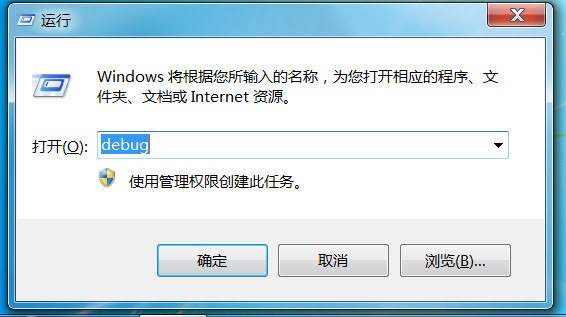 运行
Windows 将根据您所输入的名称，为您打开相应的程序、文
件夹、文档或 Internet 资源。
打开(O): debug
使用管理权限创建此任务。
确定 取消 浏览(B)...